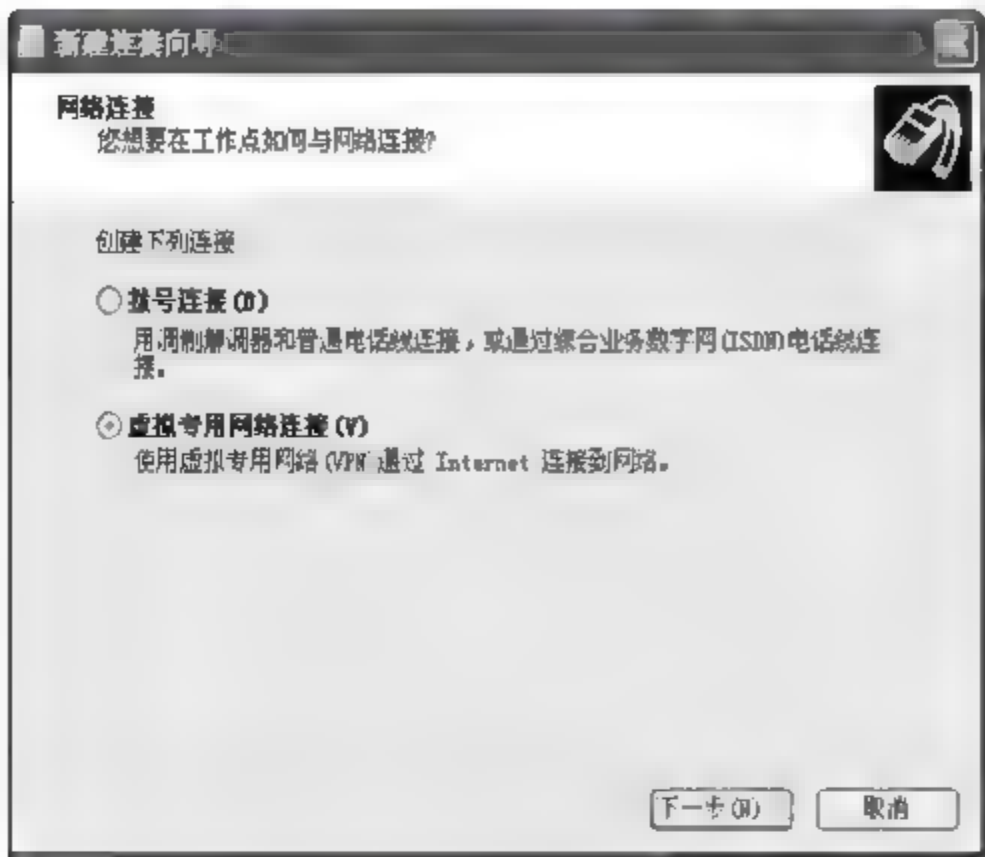 新建连接向导
网络连接
您想要在工作点如何与网络连接?
创建下列连接
拨号连接(D)
用调制解调器和普通电话线连接，或通过综合业务数字网(ISDN)电话线连
接。
虚拟专用网络连接(V)
使用虚拟专用网络(VPN)通过 Internet 连接到网络。
下一步(N)
取消